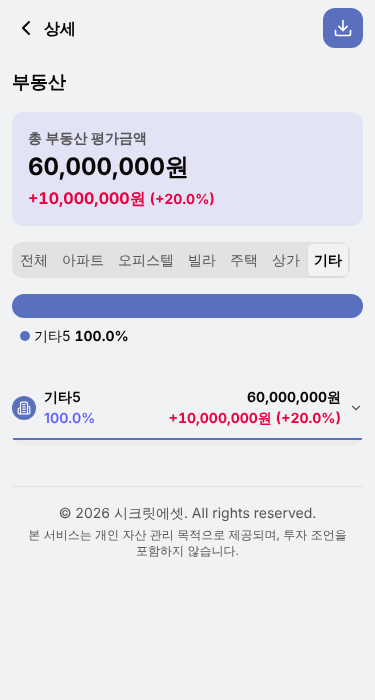 상세
부동산
총 부동산 평가금액
60,000,000원
+10,000,000원 (+20.0%)
전체 아파트 오피스텔 빌라 주택 상가 기타
기타5 100.0%
기타5 60,000,000원
100.0% +10,000,000원 (+20.0%)
© 2026 시크릿에셋. All rights reserved.
본 서비스는 개인 자산 관리 목적으로 제공되며, 투자 조언을
포함하지 않습니다.